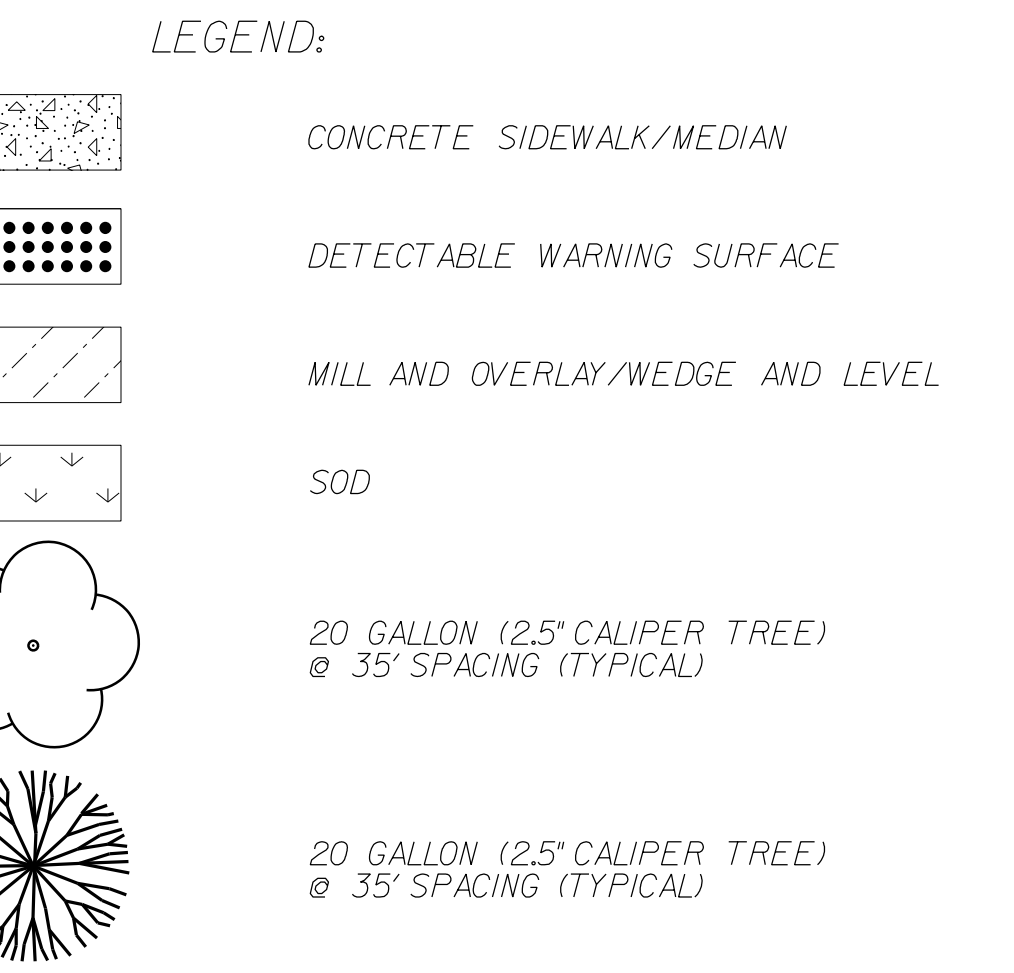 LEGEND:
CONCRETE SIDEWALK/MEDIAN
DETECTABLE WARNING SURFACE
MILL AND OVERLAY/WEDGE AND LEVEL
SOD
20 GALLON (2.5" CALIPER TREE)
@ 35' SPACING (TYPICAL)
20 GALLON (2.5" CALIPER TREE)
@ 35' SPACING (TYPICAL)